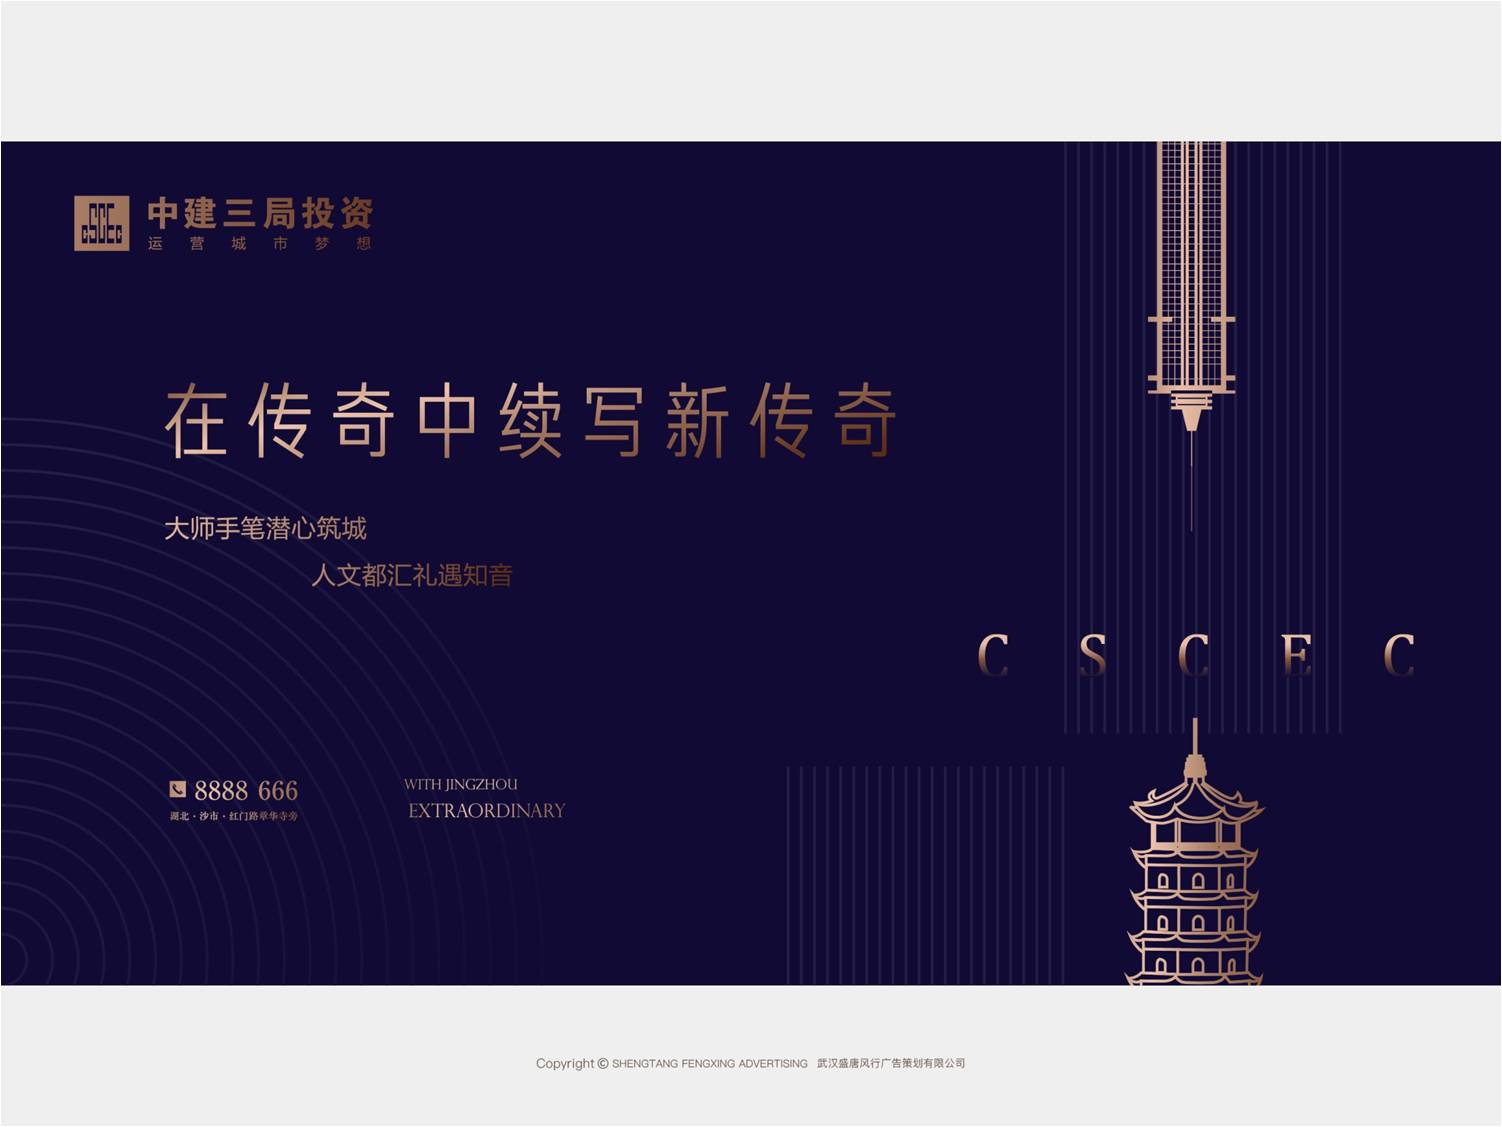 CSCEC
中建三局投资
运营城市梦想
在传奇中续写新传奇
大师手笔潜心筑城
人文都汇礼遇知音
C S C E C
8888 666
湖北·沙市·红门路章华寺旁
WITH JINGZHOU
EXTRAORDINARY
Copyright © SHENGTANG FENGXING ADVERTISING 武汉盛唐风行广告策划有限公司